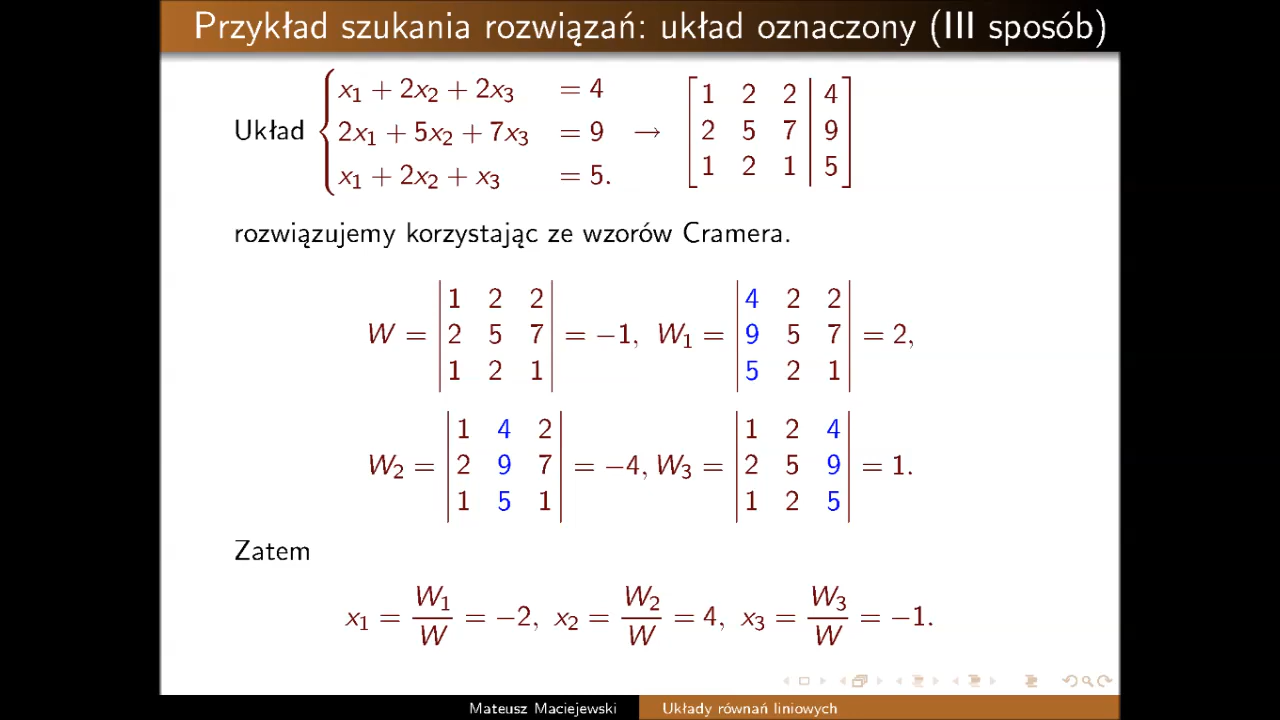 Przykład szukania rozwiązań: układ oznaczony (III sposób)
Układ { x₁ + 2x₂ + 2x₃ = 4 → [ 1 2 2 | 4 ]
2x₁ + 5x₂ + 7x₃ = 9 [ 2 5 7 | 9 ]
x₁ + 2x₂ + x₃ = 5. [ 1 2 1 | 5 ]
rozwiązujemy korzystając ze wzorów Cramera.
W = | 1 2 2 | = −1, W₁ = | 4 2 2 | = 2,
| 2 5 7 | | 9 5 7 |
| 1 2 1 | | 5 2 1 |
W₂ = | 1 4 2 | = −4, W₃ = | 1 2 4 | = 1.
| 2 9 7 | | 2 5 9 |
| 1 5 1 | | 1 2 5 |
Zatem
x₁ = W₁/W = −2, x₂ = W₂/W = 4, x₃ = W₃/W = −1.
Mateusz Maciejewski
Układy równań liniowych